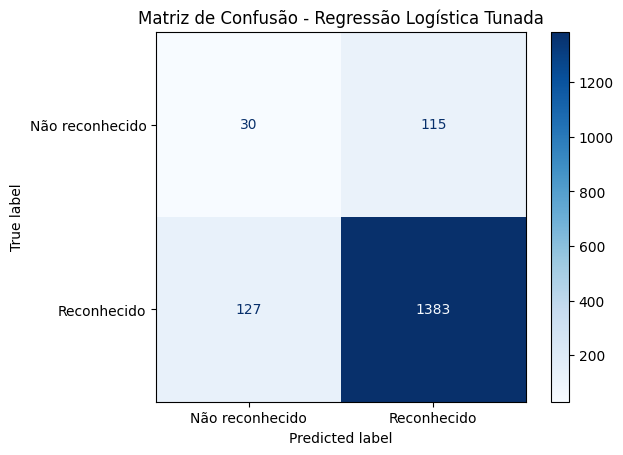 Matriz de Confusão - Regressão Logística Tunada
Não reconhecido
30
115
Reconhecido
127
1383
True label
Não reconhecido
Reconhecido
Predicted label
1200
1000
800
600
400
200